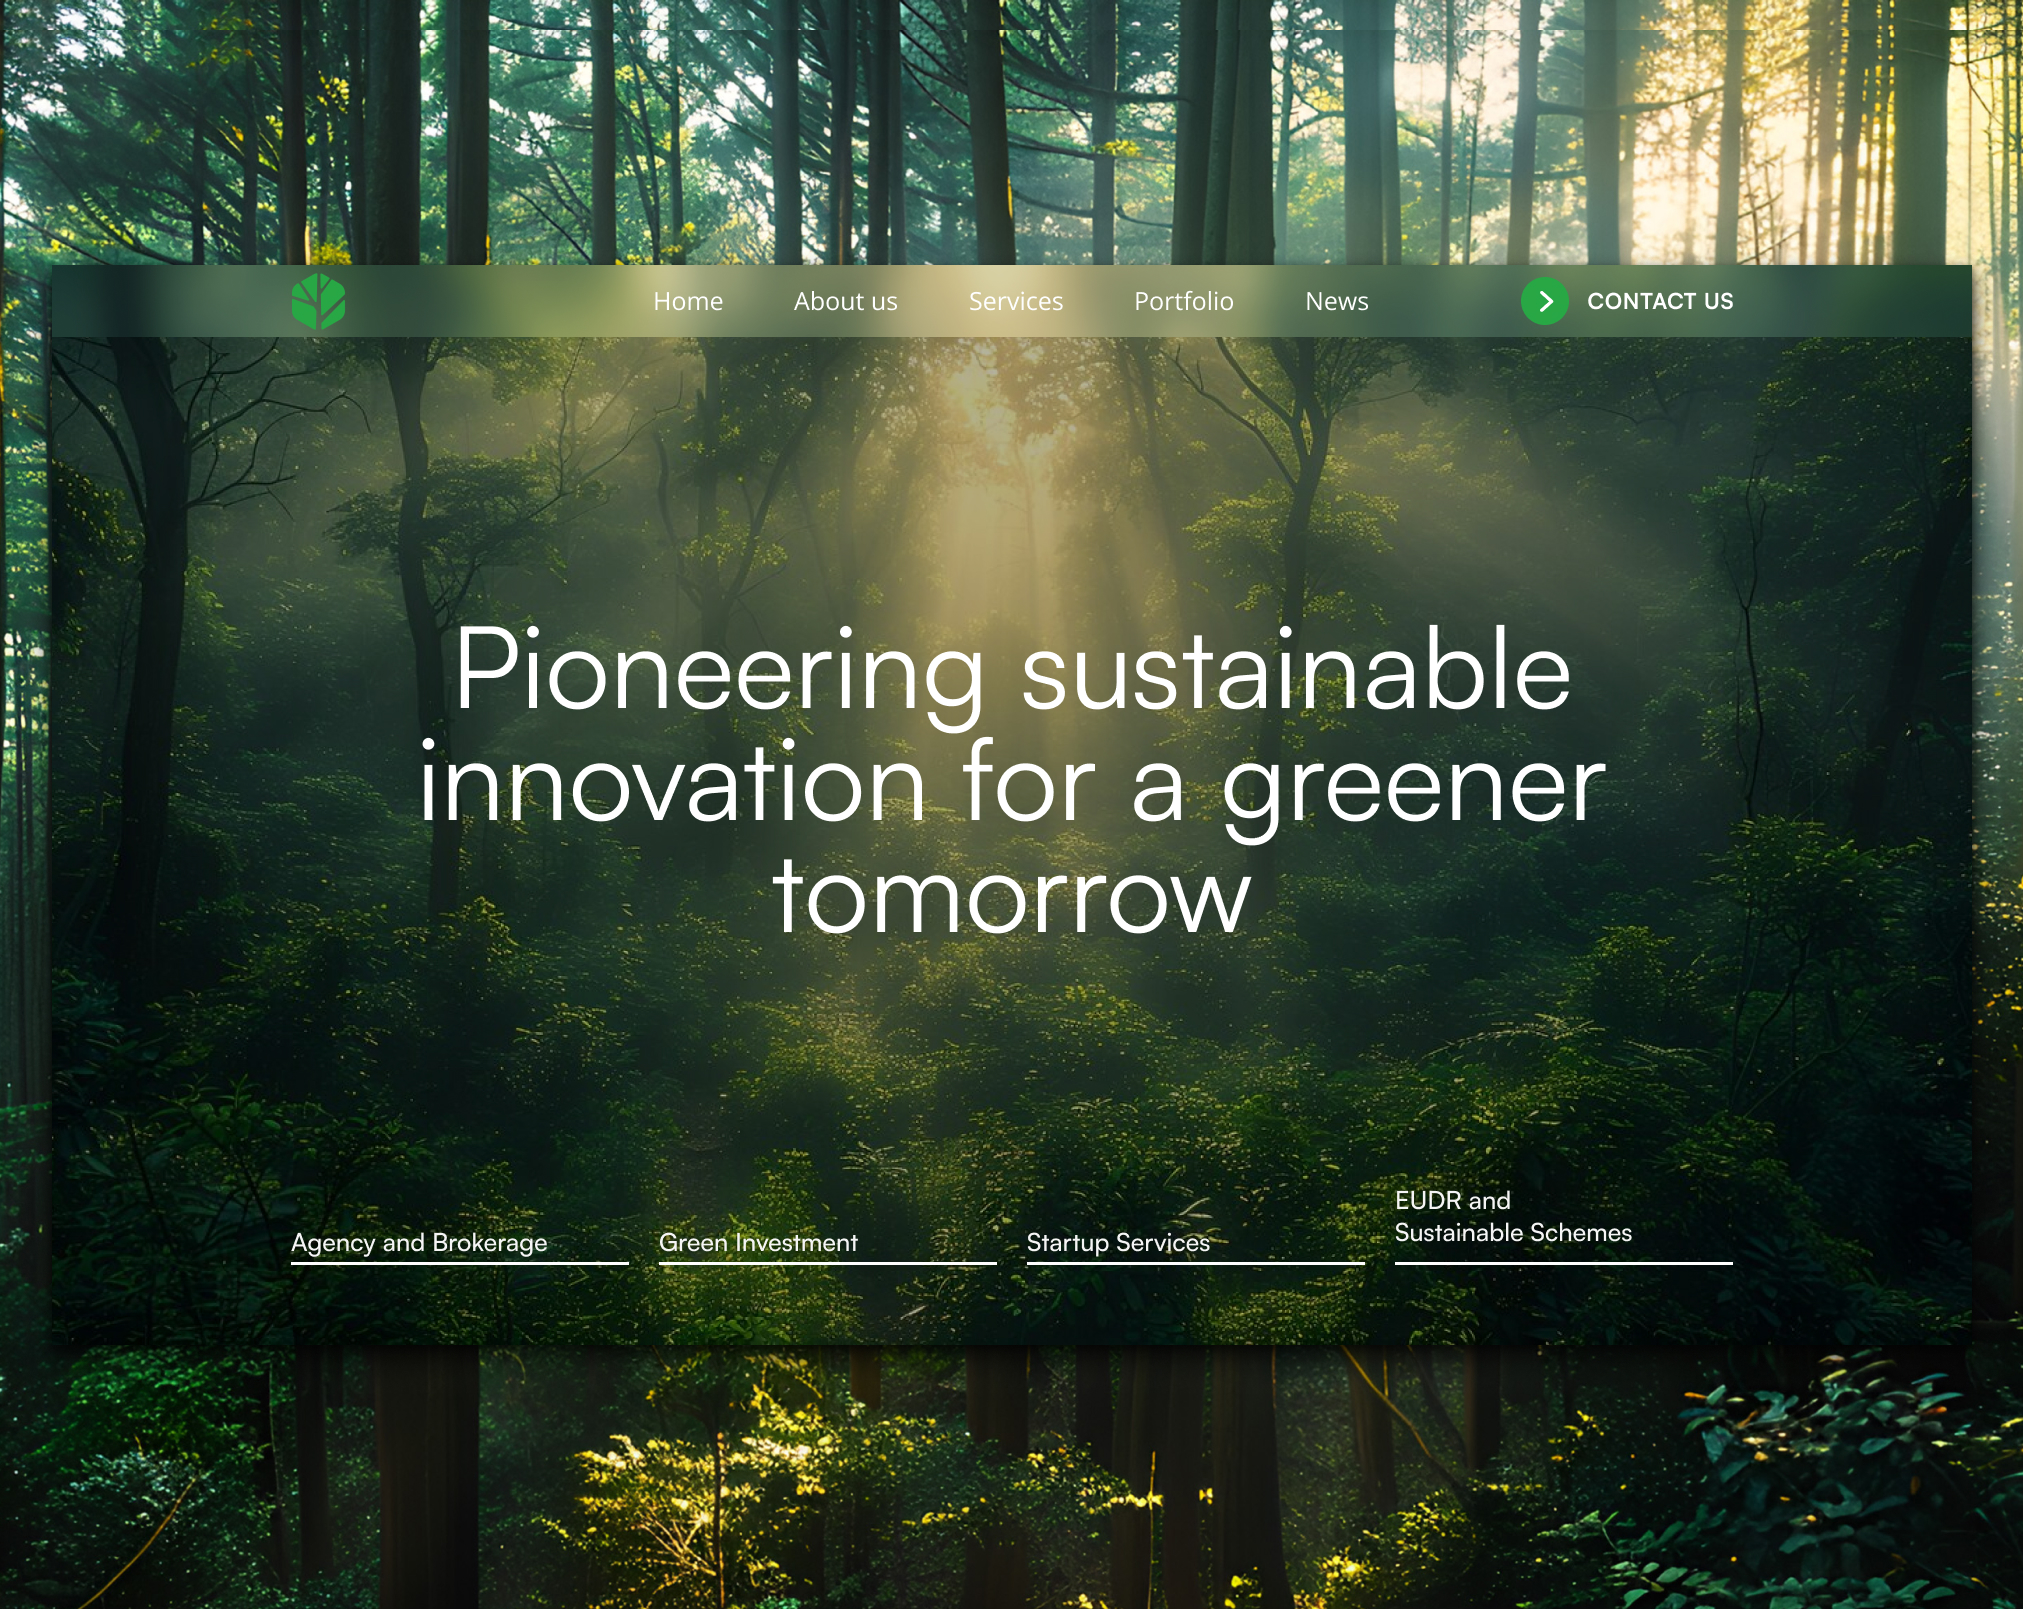 Home
About us
Services
Portfolio
News
CONTACT US
Pioneering sustainable
innovation for a greener
tomorrow
Agency and Brokerage
Green Investment
Startup Services
EUDR and
Sustainable Schemes